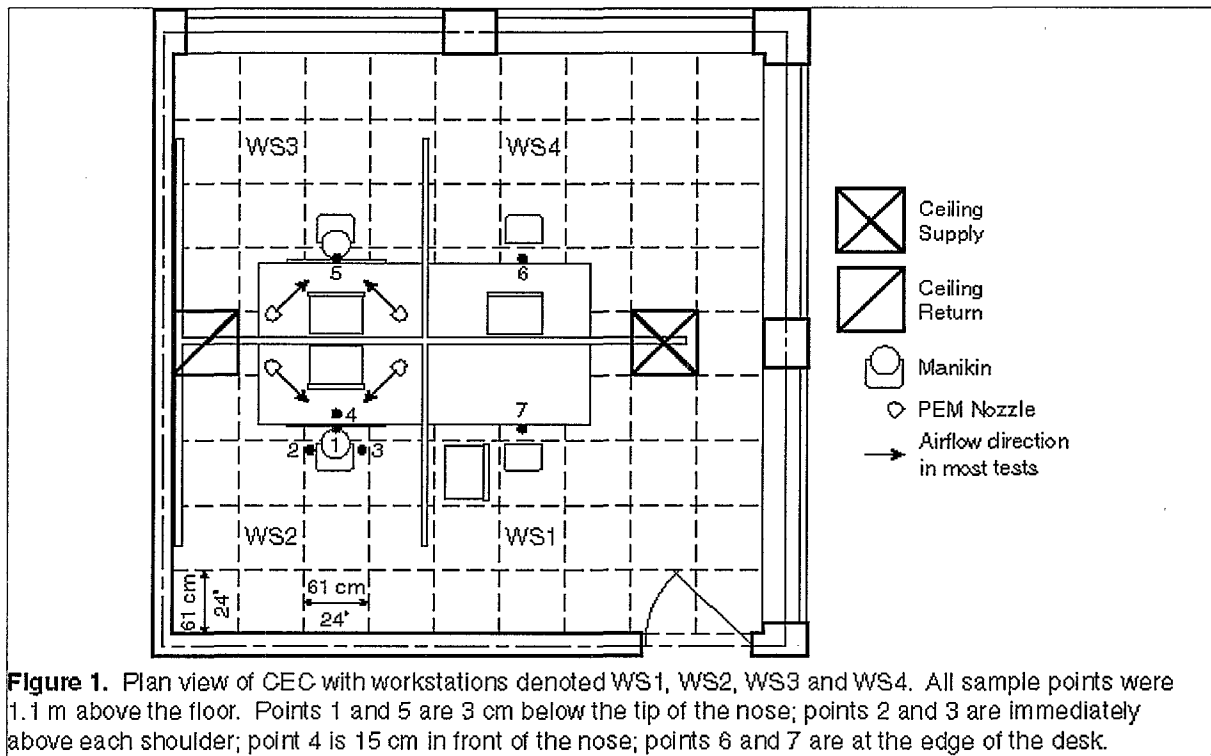 WS3
WS4
5
6
4
7
2
1
3
WS2
WS1
61 cm
24"
61 cm
24"
Ceiling
Supply
Ceiling
Return
Manikin
PEM Nozzle
Airflow direction
in most tests
Figure 1. Plan view of CEC with workstations denoted WS1, WS2, WS3 and WS4. All sample points were
1.1 m above the floor. Points 1 and 5 are 3 cm below the tip of the nose; points 2 and 3 are immediately
above each shoulder; point 4 is 15 cm in front of the nose; points 6 and 7 are at the edge of the desk.